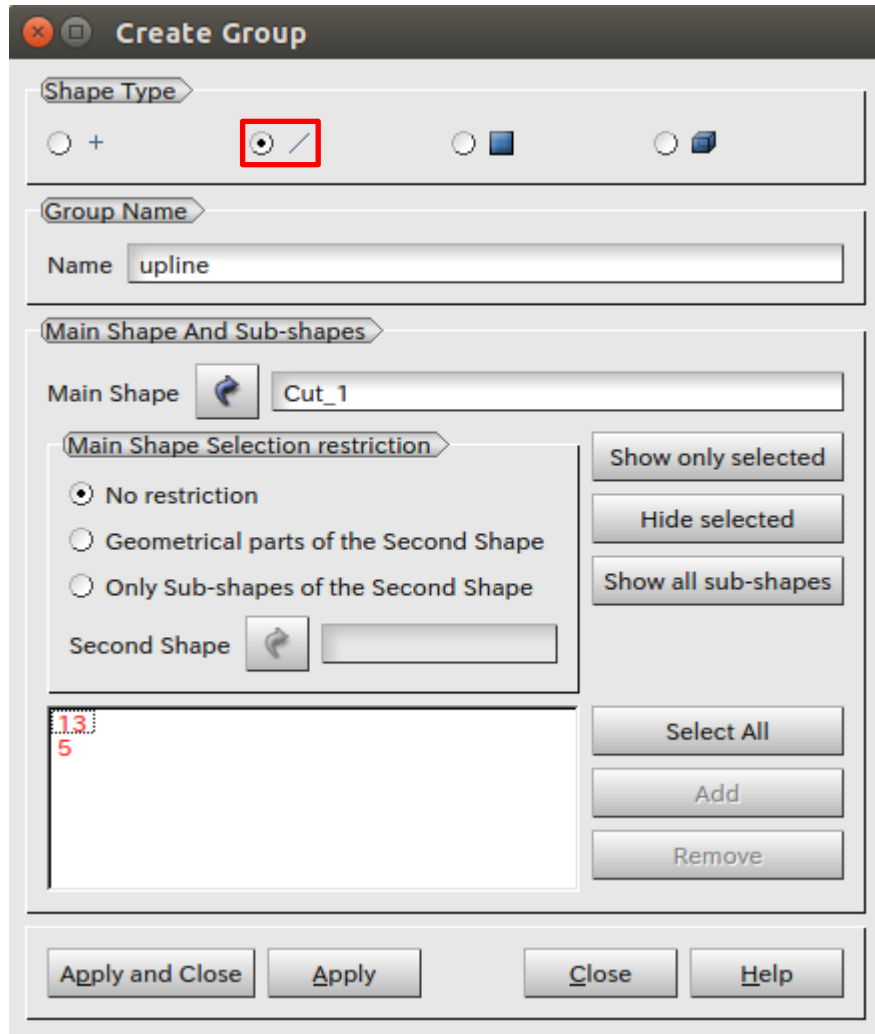 Create Group
Shape Type
Group Name
Name upline
Main Shape And Sub-shapes
Main Shape Cut_1
Main Shape Selection restriction
Show only selected
No restriction
Hide selected
Geometrical parts of the Second Shape
Only Sub-shapes of the Second Shape
Show all sub-shapes
Second Shape
13
5
Select All
Add
Remove
Apply and Close Apply Close Help